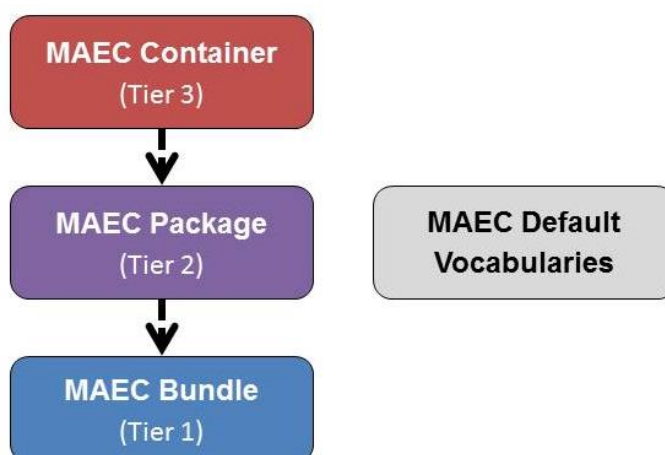 MAEC Container
(Tier 3)
MAEC Package
(Tier 2)
MAEC Default
Vocabularies
MAEC Bundle
(Tier 1)